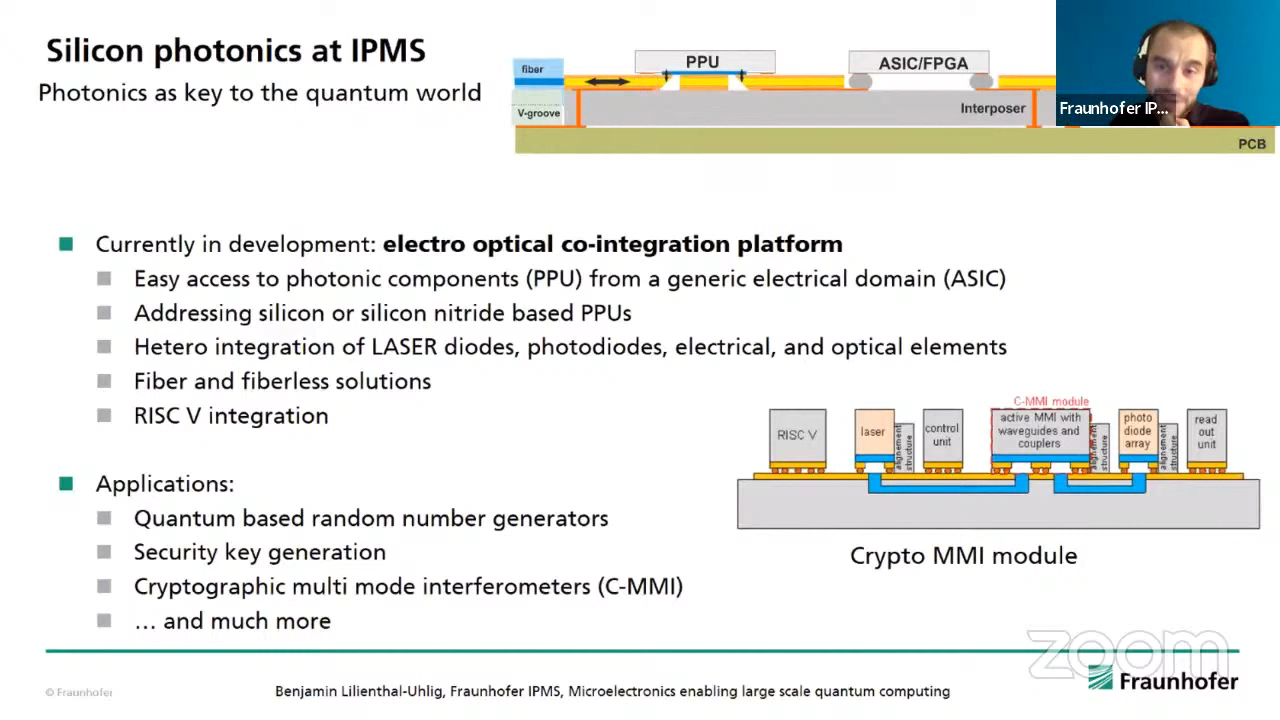 Silicon photonics at IPMS
Photonics as key to the quantum world
fiber
V-groove
PPU
ASIC/FPGA
Interposer
PCB
Fraunhofer IP...
Currently in development: electro optical co-integration platform
Easy access to photonic components (PPU) from a generic electrical domain (ASIC)
Addressing silicon or silicon nitride based PPUs
Hetero integration of LASER diodes, photodiodes, electrical, and optical elements
Fiber and fiberless solutions
RISC V integration
Applications:
Quantum based random number generators
Security key generation
Cryptographic multi mode interferometers (C-MMI)
… and much more
C-MMI module
RISC V
laser
alignement
structure
control
unit
active MMI with
waveguides and
couplers
alignement
structure
photo
diode
array
alignement
structure
read
out
unit
Crypto MMI module
zoom
© Fraunhofer
Benjamin Lilienthal-Uhlig, Fraunhofer IPMS, Microelectronics enabling large scale quantum computing
Fraunhofer